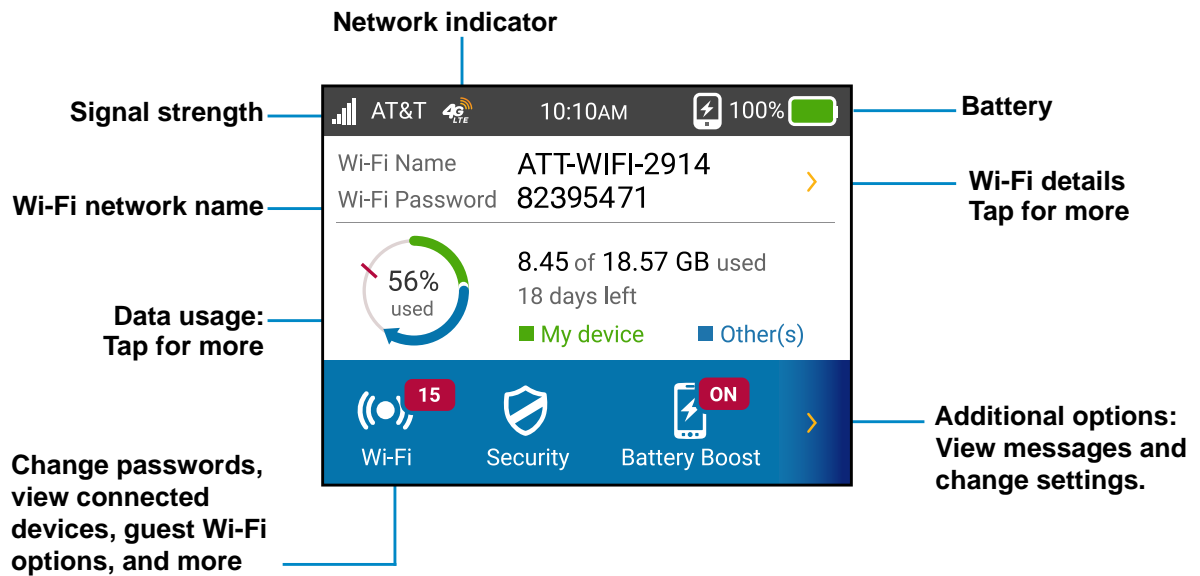 Network indicator
Signal strength
AT&T 4G LTE 10:10AM 100%
Battery
Wi-Fi Name ATT-WIFI-2914
Wi-Fi Password 82395471
Wi-Fi network name
Wi-Fi details
Tap for more
56%
used
8.45 of 18.57 GB used
18 days left
My device Other(s)
Data usage:
Tap for more
15
ON
Wi-Fi Security Battery Boost
Additional options:
View messages and
change settings.
Change passwords,
view connected
devices, guest Wi-Fi
options, and more